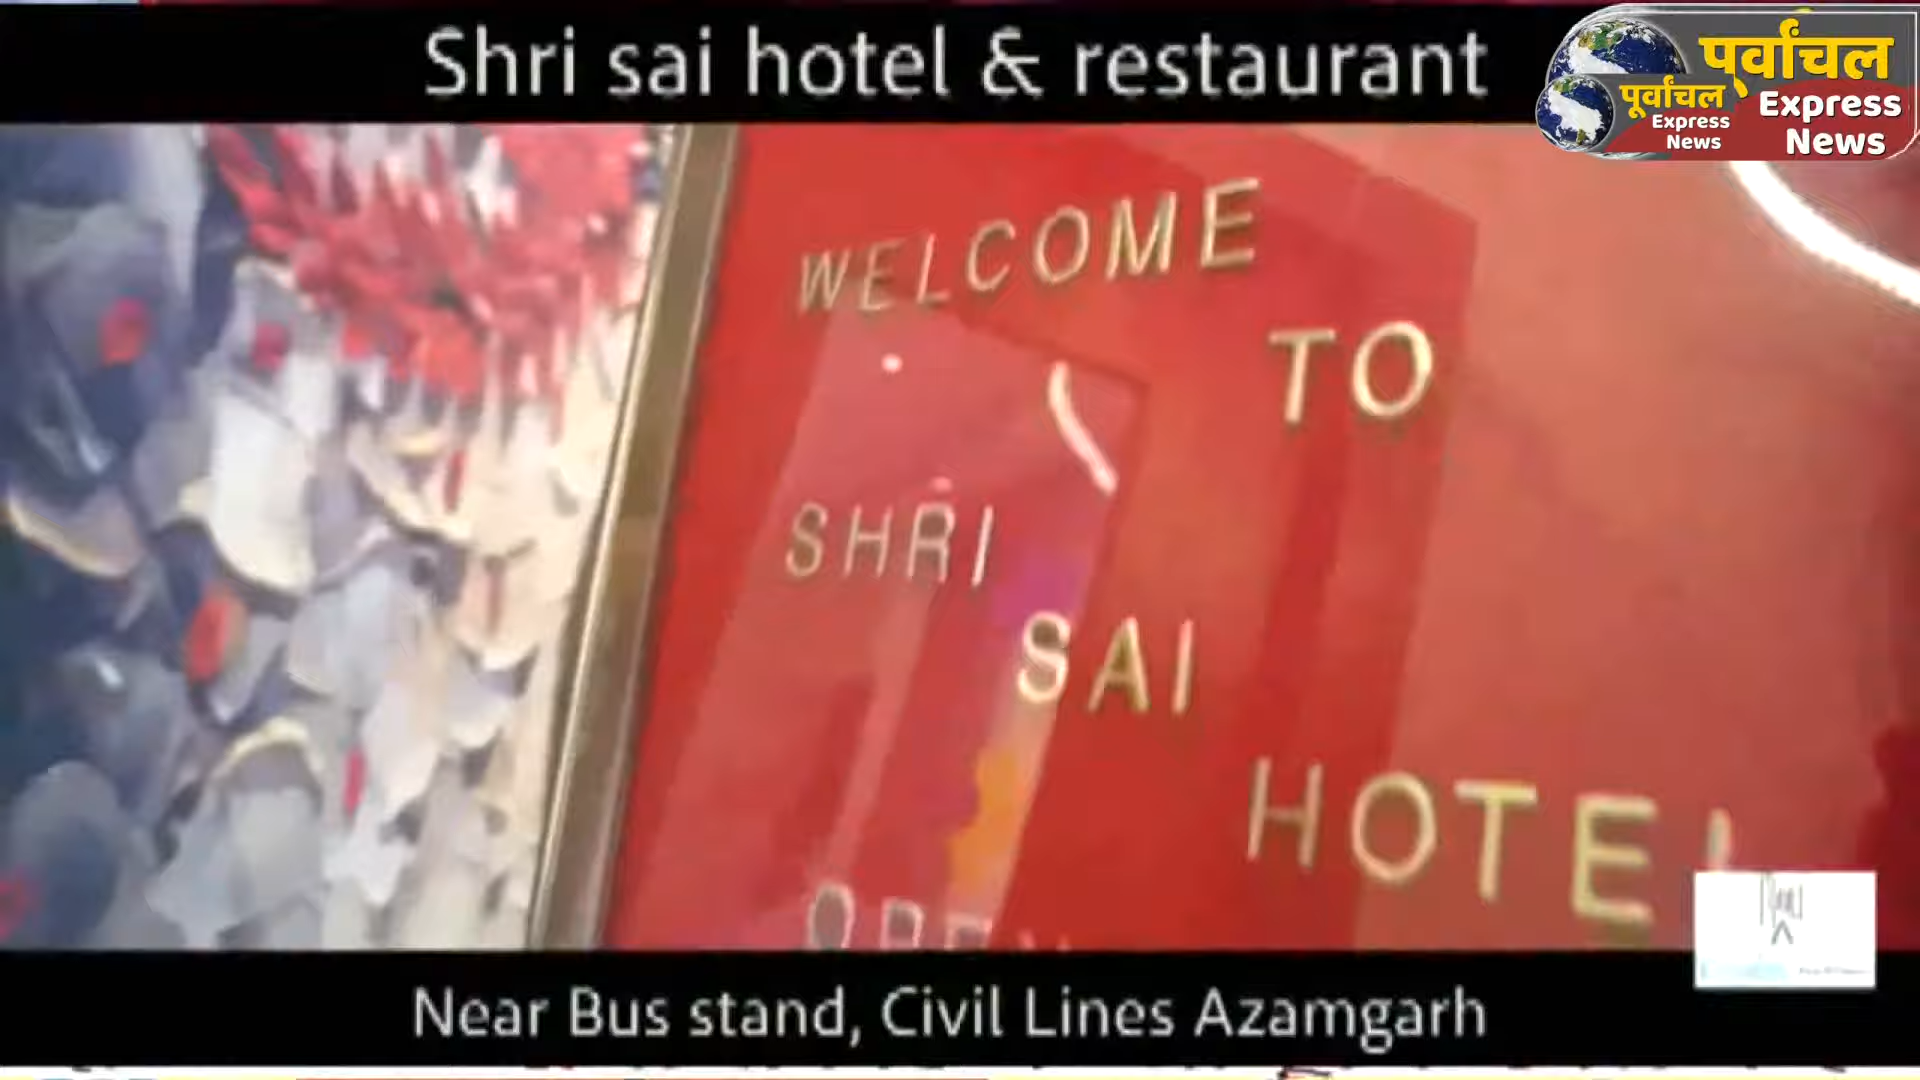 Shri sai hotel & restaurant
पूर्वांचल
Express
News
पूर्वांचल
Express
News
WELCOME
TO
SHRI
SAI
HOTEL
OPEN
Near Bus stand, Civil Lines Azamgarh